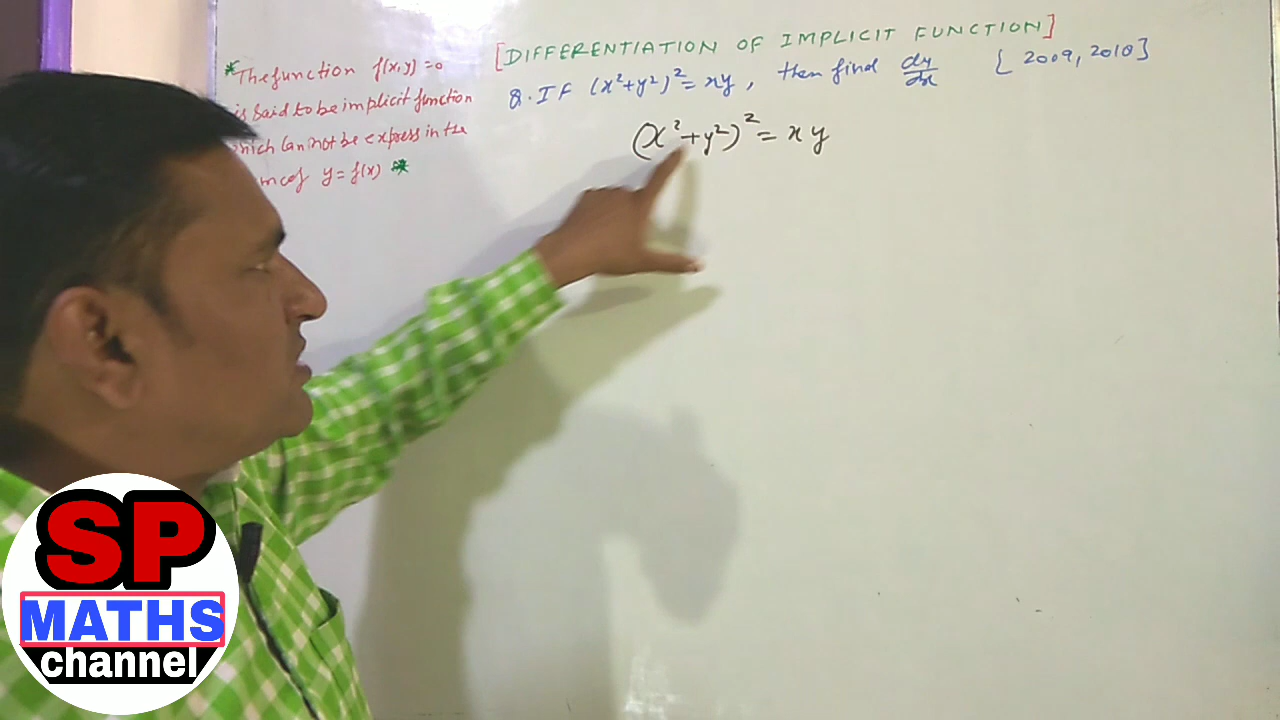 [DIFFERENTIATION OF IMPLICIT FUNCTION]
*The function f(x,y)=0
is said to be implicit function
which can not be express in the
of y=f(x) *
Q. IF (x²+y²)²=xy, then find dy/dx { 2009, 2010]
(x²+y²)²=xy
SP
MATHS
channel